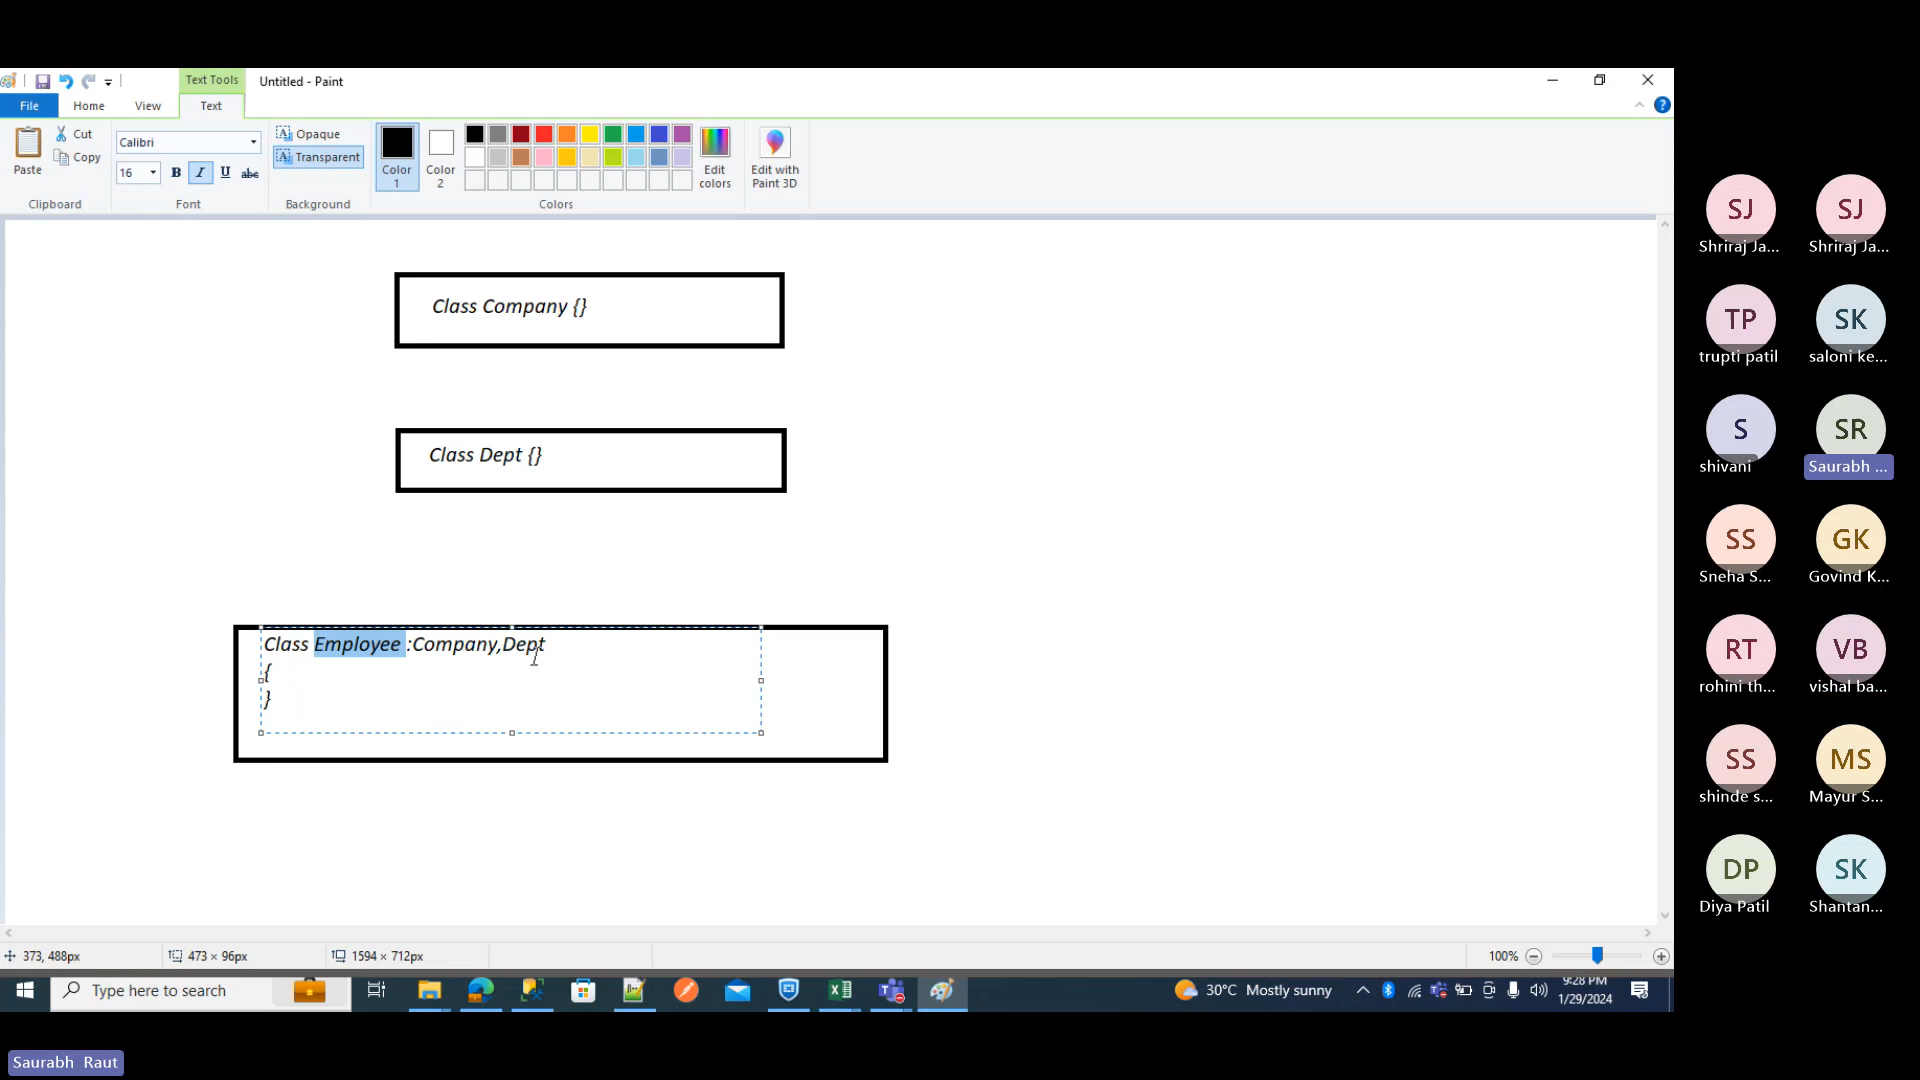 Text Tools
Untitled - Paint
File
Home
View
Text
Paste
Cut
Copy
Clipboard
Calibri
16
B
I
U
abc
Font
Opaque
Transparent
Background
Color
1
Color
2
Edit
colors
Colors
Edit with
Paint 3D
Class Company {}
Class Dept {}
Class Employee :Company,Dept
{
}
373, 488px
473 × 96px
1594 × 712px
100%
Type here to search
30°C Mostly sunny
9:28 PM
1/29/2024
SJ
Shriraj Ja...
SJ
Shriraj Ja...
TP
trupti patil
SK
saloni ke...
S
shivani
SR
Saurabh ...
SS
Sneha S...
GK
Govind K...
RT
rohini th...
VB
vishal ba...
SS
shinde s...
MS
Mayur S...
DP
Diya Patil
SK
Shantan...
Saurabh Raut